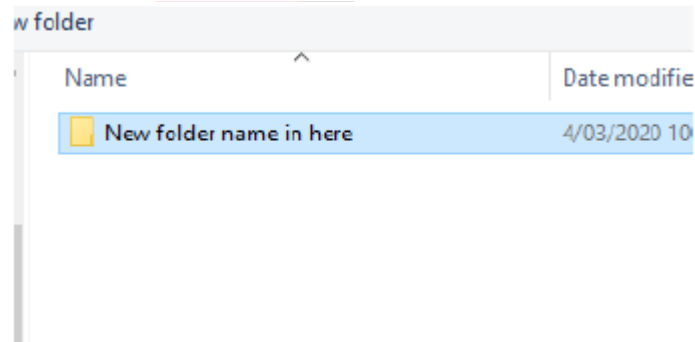 w folder
Name
Date modifie
New folder name in here
4/03/2020 10